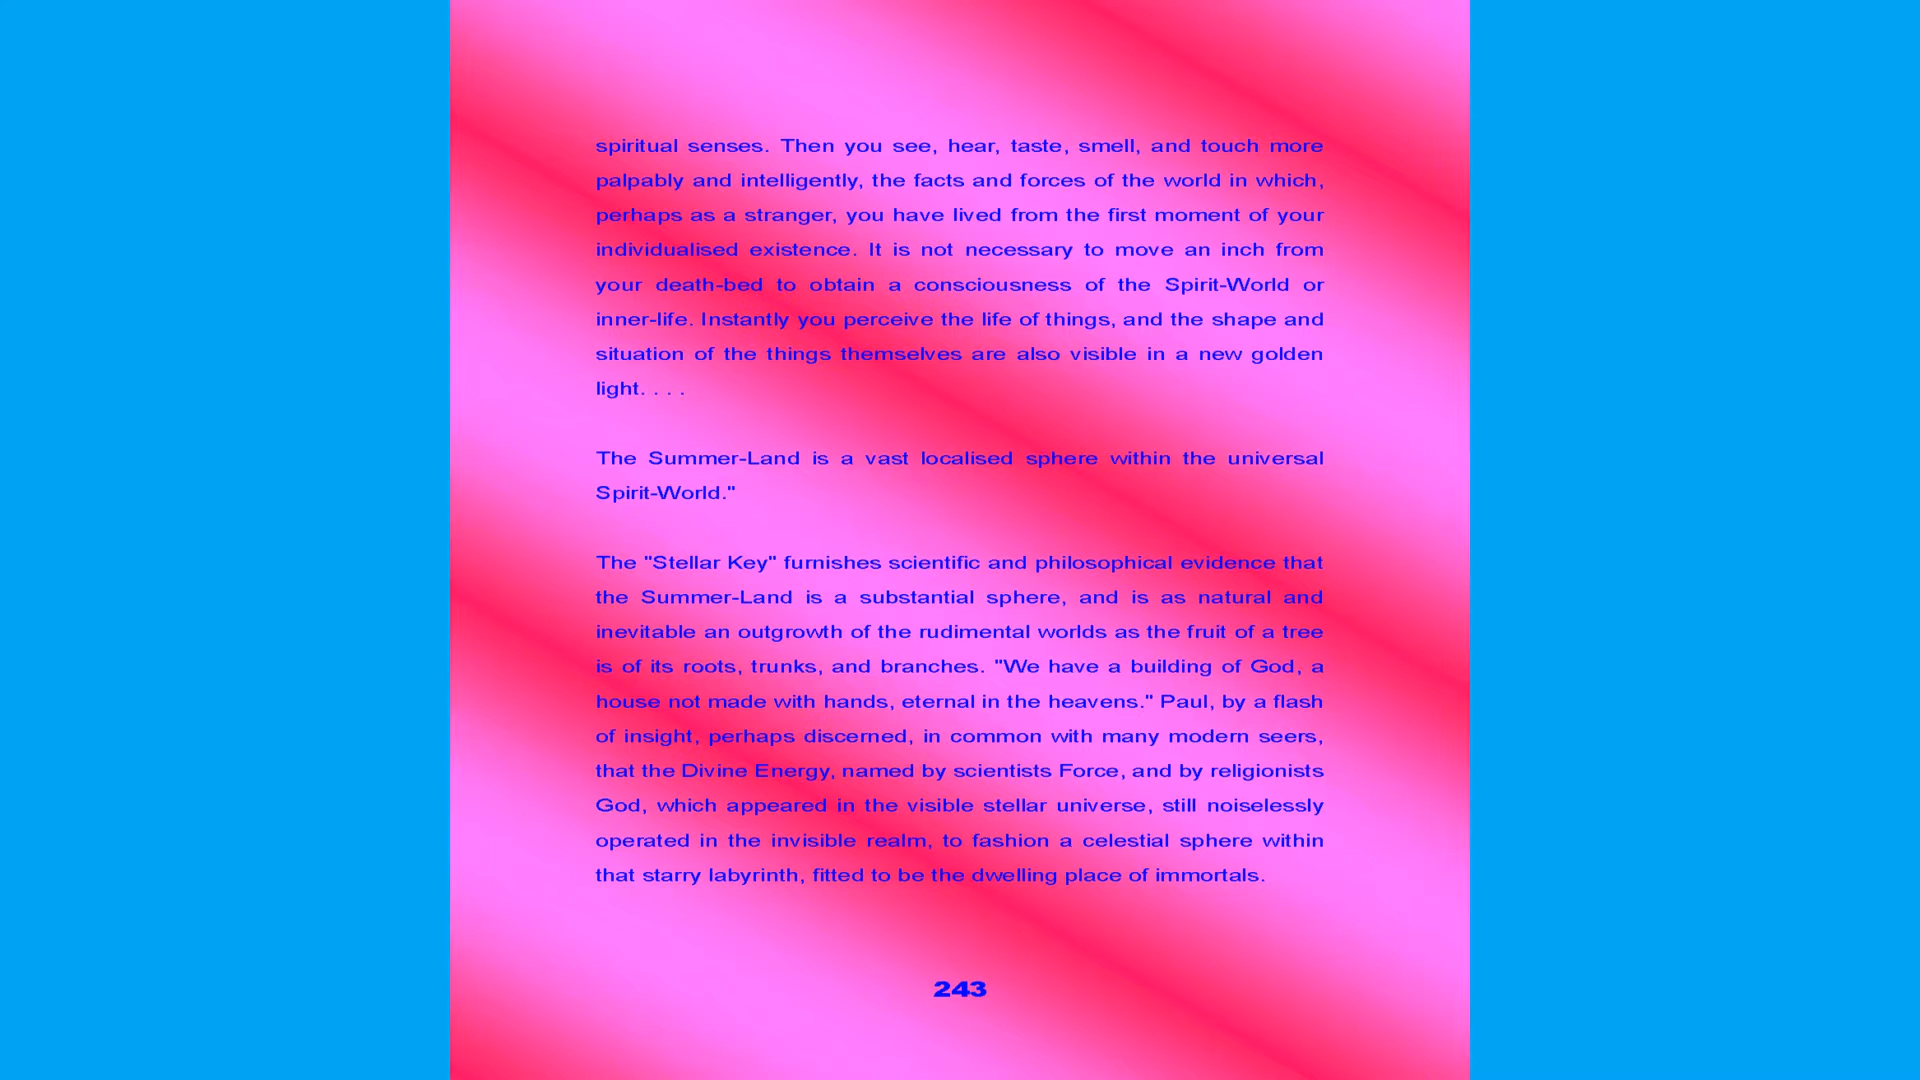 spiritual senses. Then you see, hear, taste, smell, and touch more
palpably and intelligently, the facts and forces of the world in which,
perhaps as a stranger, you have lived from the first moment of your
individualised existence. It is not necessary to move an inch from
your death-bed to obtain a consciousness of the Spirit-World or
inner-life. Instantly you perceive the life of things, and the shape and
situation of the things themselves are also visible in a new golden
light. . . .
The Summer-Land is a vast localised sphere within the universal
Spirit-World."
The "Stellar Key" furnishes scientific and philosophical evidence that
the Summer-Land is a substantial sphere, and is as natural and
inevitable an outgrowth of the rudimental worlds as the fruit of a tree
is of its roots, trunks, and branches. "We have a building of God, a
house not made with hands, eternal in the heavens." Paul, by a flash
of insight, perhaps discerned, in common with many modern seers,
that the Divine Energy, named by scientists Force, and by religionists
God, which appeared in the visible stellar universe, still noiselessly
operated in the invisible realm, to fashion a celestial sphere within
that starry labyrinth, fitted to be the dwelling place of immortals.
243